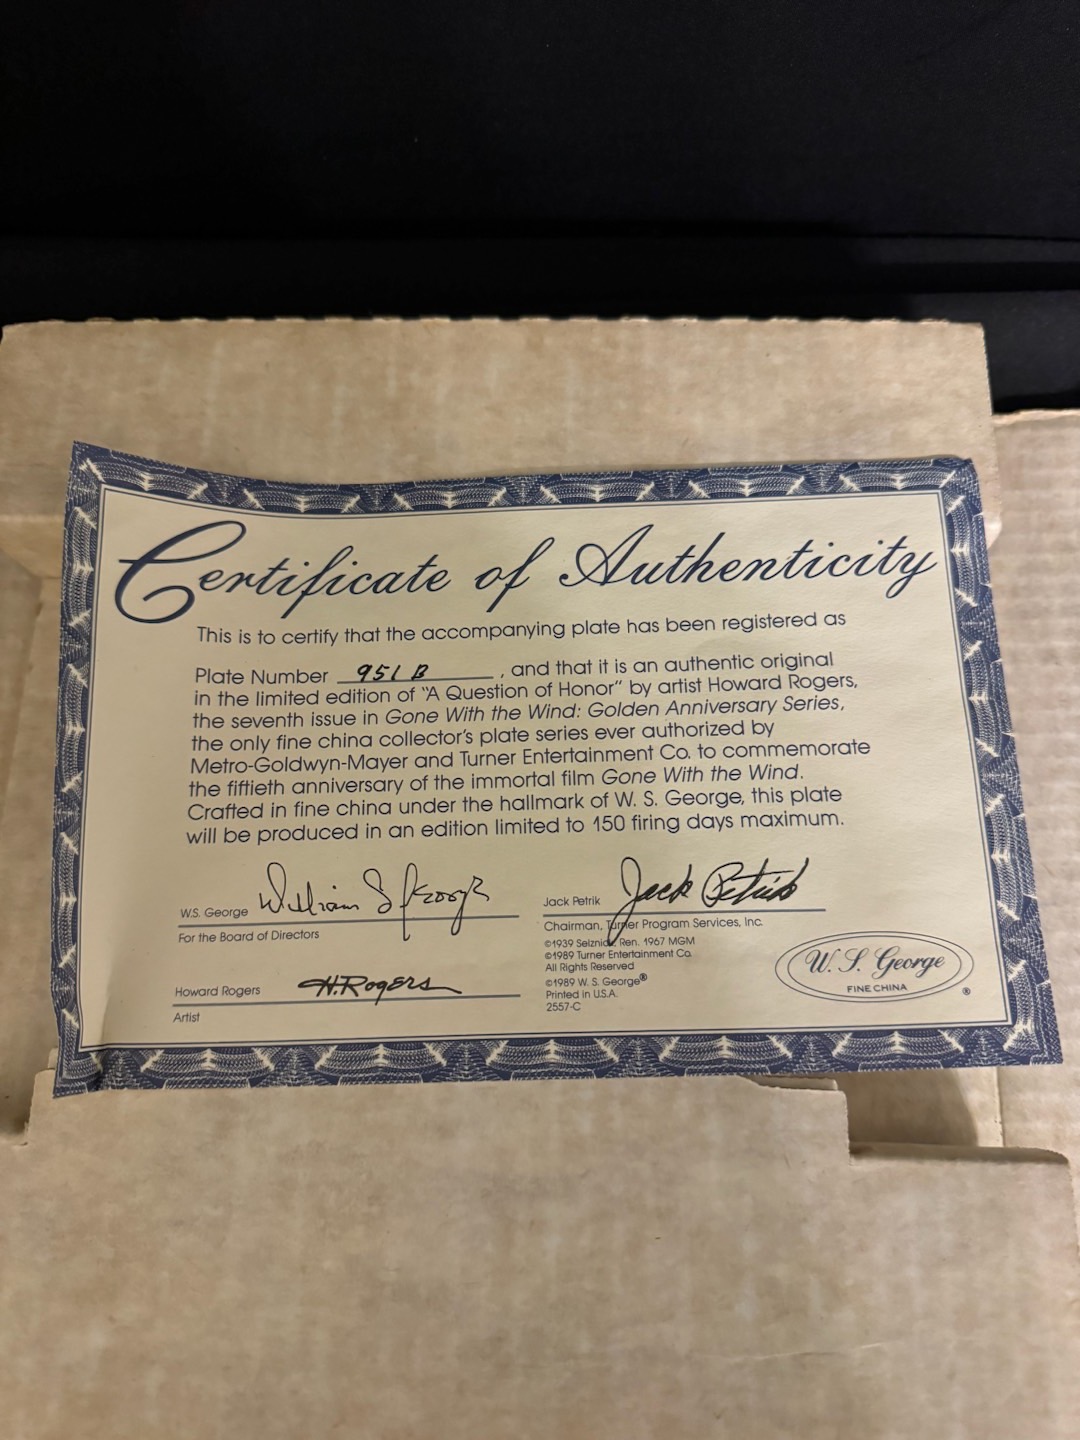 Certificate of Authenticity
This is to certify that the accompanying plate has been registered as
Plate Number 951 B, and that it is an authentic original
in the limited edition of "A Question of Honor" by artist Howard Rogers,
the seventh issue in Gone With the Wind: Golden Anniversary Series,
the only fine china collector's plate series ever authorized by
Metro-Goldwyn-Mayer and Turner Entertainment Co. to commemorate
the fiftieth anniversary of the immortal film Gone With the Wind.
Crafted in fine china under the hallmark of W. S. George, this plate
will be produced in an edition limited to 150 firing days maximum.
W.S. George William S George
For the Board of Directors
Howard Rogers H. Rogers
Artist
Jack Petrik Jack Petrik
Chairman, Turner Program Services, Inc.
©1939 Selznick, Ren. 1967 MGM
©1989 Turner Entertainment Co.
All Rights Reserved
©1989 W. S. George®
Printed in U.S.A.
2557-C
W. S. George
FINE CHINA
®